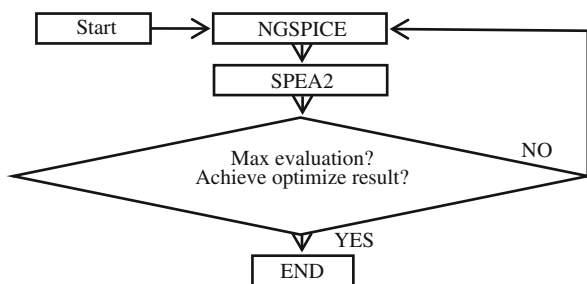 Start
NGSPICE
SPEA2
Max evaluation?
Achieve optimize result?
NO
YES
END